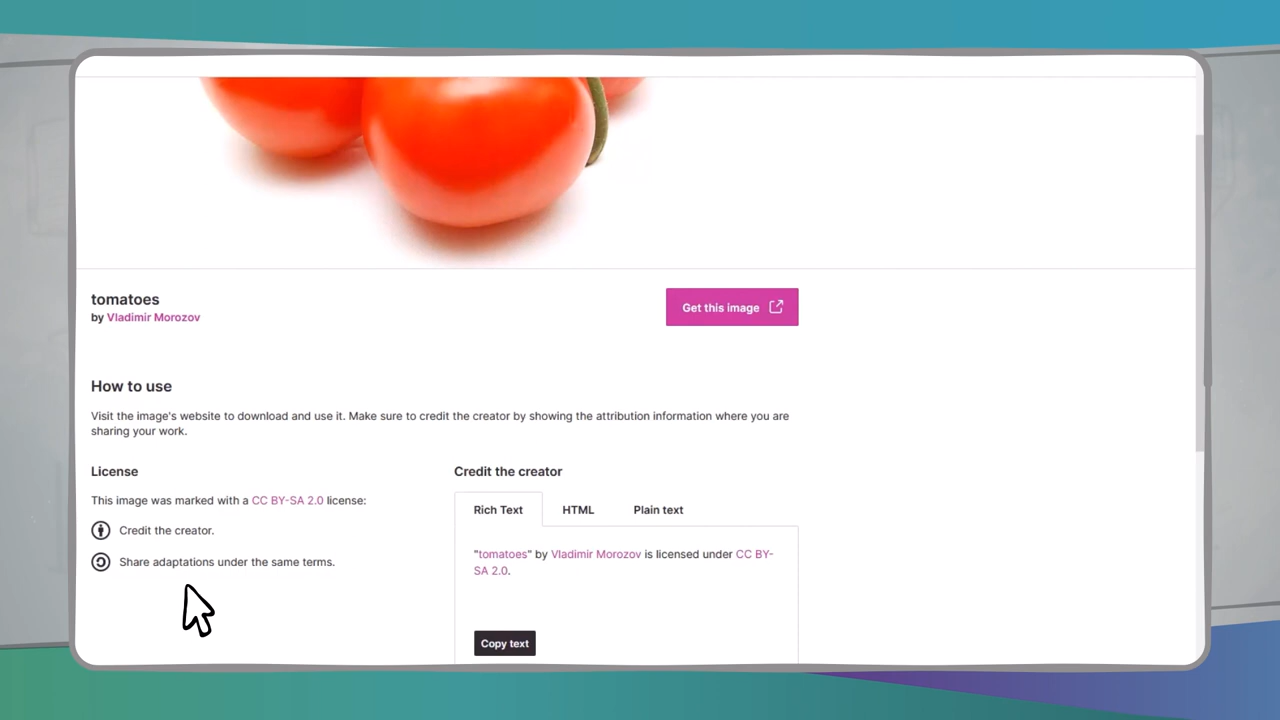 tomatoes
by Vladimir Morozov
Get this image
How to use
Visit the image's website to download and use it. Make sure to credit the creator by showing the attribution information where you are
sharing your work.
License
Credit the creator
This image was marked with a CC BY-SA 2.0 license:
Rich Text HTML Plain text
Credit the creator.
Share adaptations under the same terms.
"tomatoes" by Vladimir Morozov is licensed under CC BY-
SA 2.0.
Copy text